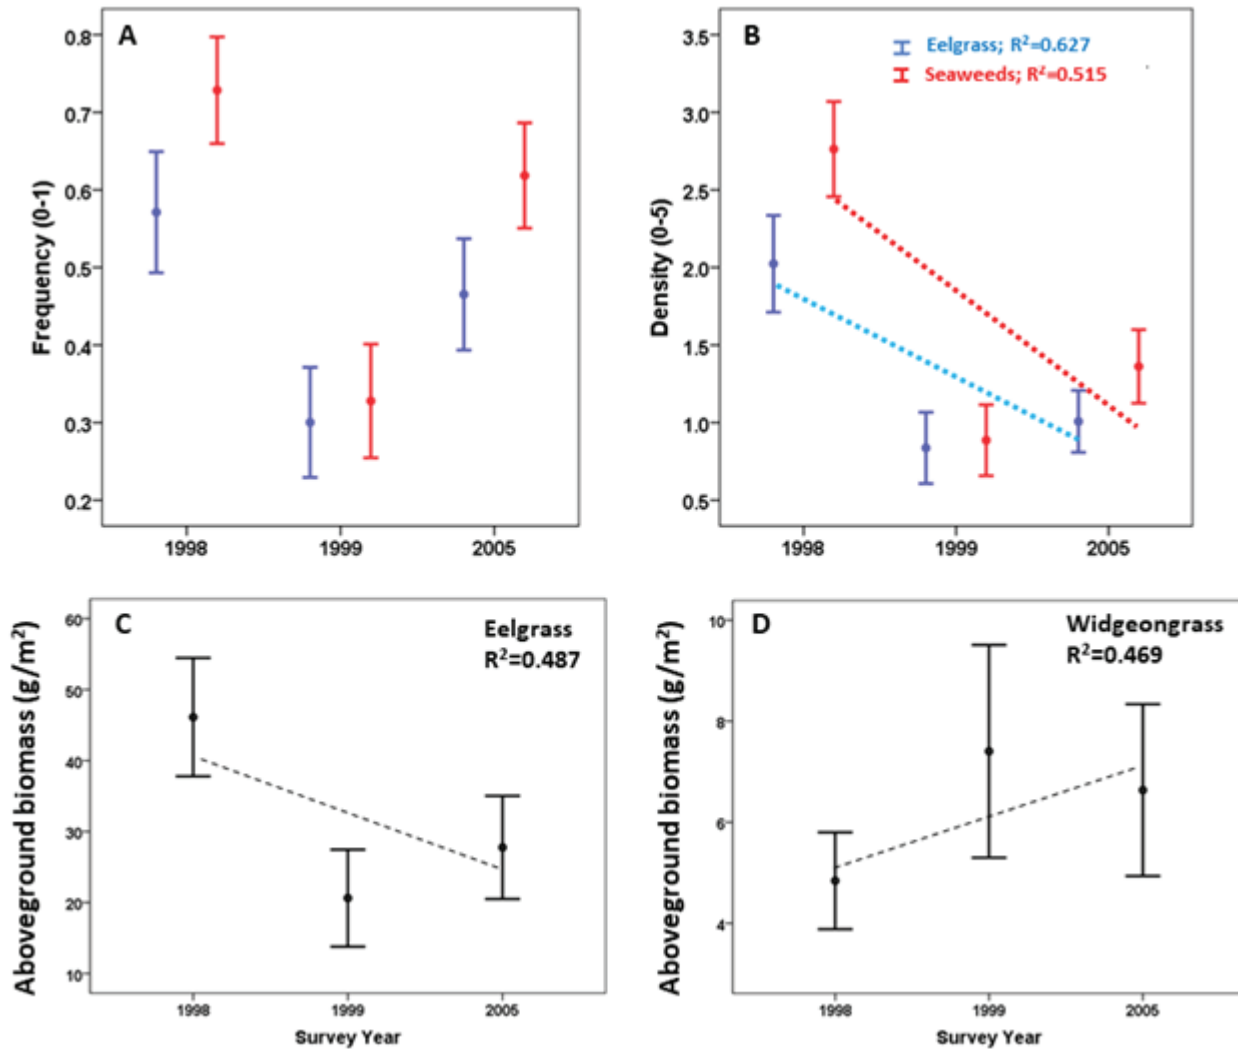 A
Frequency (0-1)
0.8
0.7
0.6
0.5
0.4
0.3
0.2
1998
1999
2005
B
Eelgrass; R²=0.627
Seaweeds; R²=0.515
Density (0-5)
3.5
3.0
2.5
2.0
1.5
1.0
0.5
1998
1999
2005
C
Eelgrass
R²=0.487
Aboveground biomass (g/m²)
60
50
40
30
20
10
1998
1999
2005
Survey Year
D
Widgeongrass
R²=0.469
Aboveground biomass (g/m²)
10
8
6
4
1998
1999
2005
Survey Year